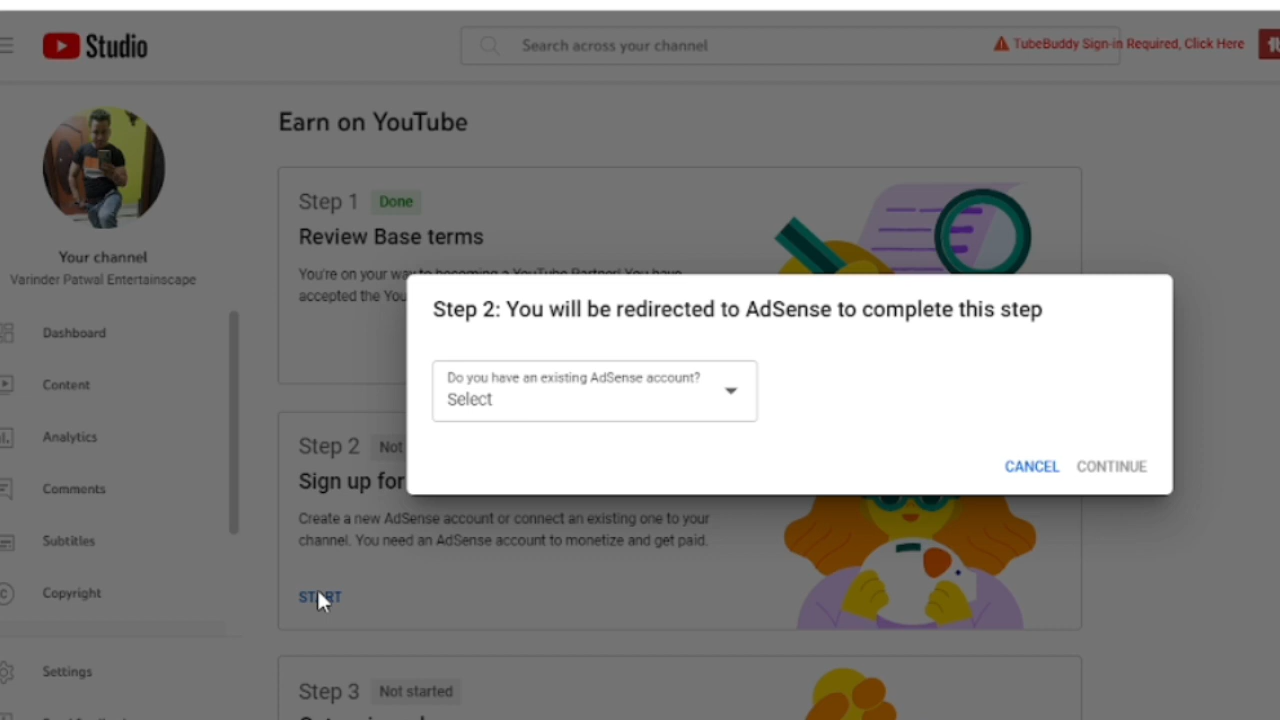 Studio
Search across your channel
TubeBuddy Sign-in Required, Click Here
Your channel
Varinder Patwal Entertainscape
Dashboard
Content
Analytics
Comments
Subtitles
Copyright
Settings
Earn on YouTube
Step 1 Done
Review Base terms
You're on your way to becoming a YouTube Partner! You have
accepted the You
Step 2: You will be redirected to AdSense to complete this step
Do you have an existing AdSense account?
Select
CANCEL CONTINUE
Step 2 Not
Sign up for
Create a new AdSense account or connect an existing one to your
channel. You need an AdSense account to monetize and get paid.
START
Step 3 Not started